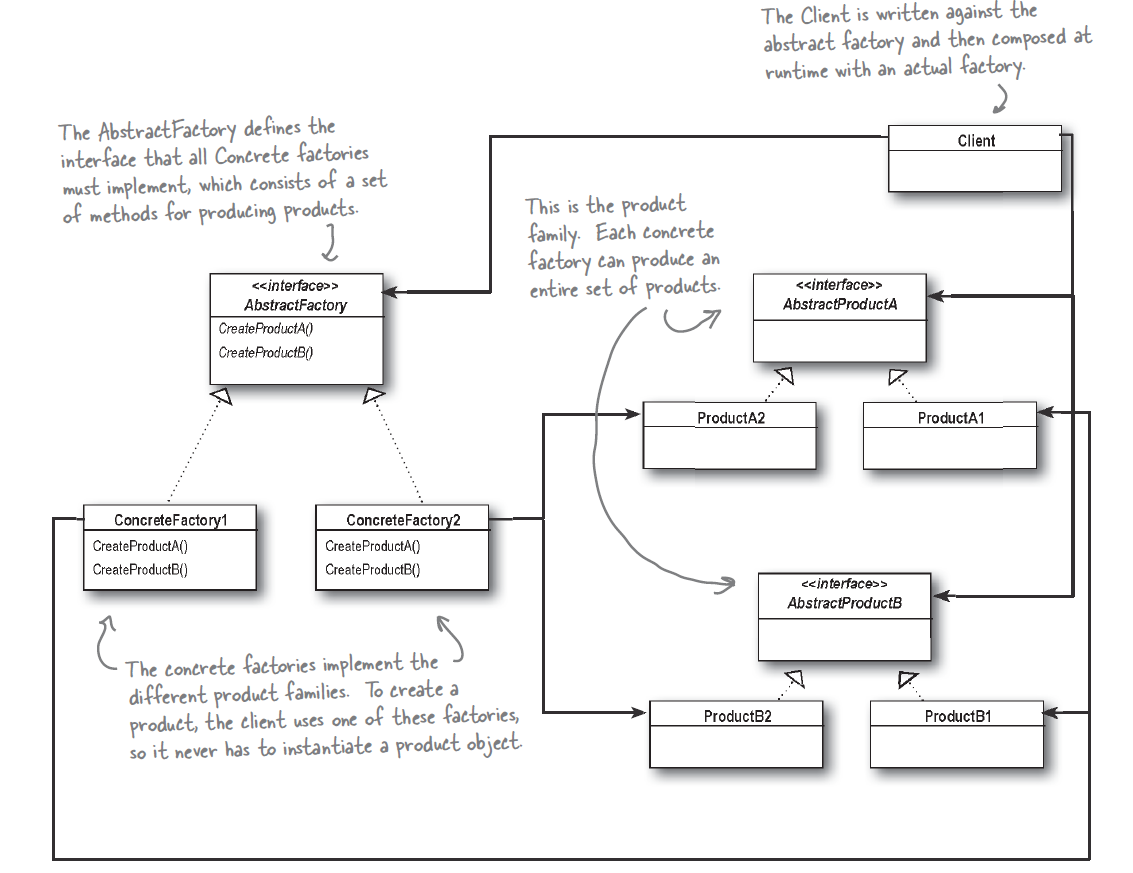 The Client is written against the
abstract factory and then composed at
runtime with an actual factory.
The AbstractFactory defines the
interface that all Concrete factories
must implement, which consists of a set
of methods for producing products.
Client
This is the product
family. Each concrete
factory can produce an
entire set of products.
<<interface>>
AbstractFactory
CreateProductA()
CreateProductB()
<<interface>>
AbstractProductA
ProductA2
ProductA1
ConcreteFactory1
CreateProductA()
CreateProductB()
ConcreteFactory2
CreateProductA()
CreateProductB()
<<interface>>
AbstractProductB
The concrete factories implement the
different product families. To create a
product, the client uses one of these factories,
so it never has to instantiate a product object.
ProductB2
ProductB1